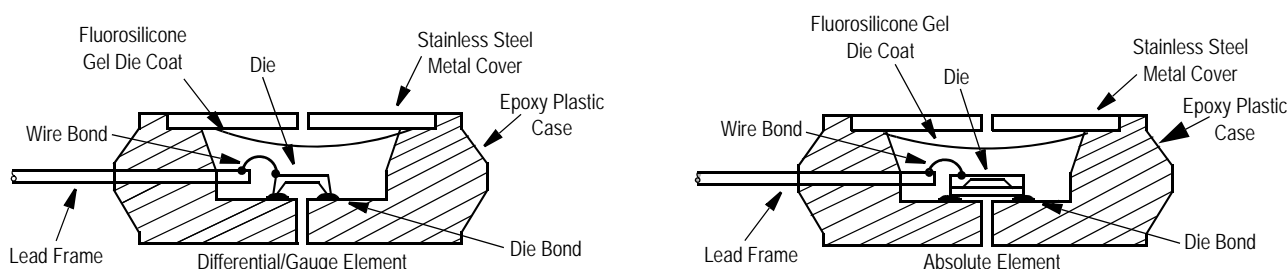 Fluorosilicone
Gel Die Coat
Die
Stainless Steel
Metal Cover
Epoxy Plastic
Case
Wire Bond
Lead Frame
Die Bond
Differential/Gauge Element
Fluorosilicone Gel
Die Coat
Die
Stainless Steel
Metal Cover
Epoxy Plastic
Case
Wire Bond
Lead Frame
Die Bond
Absolute Element